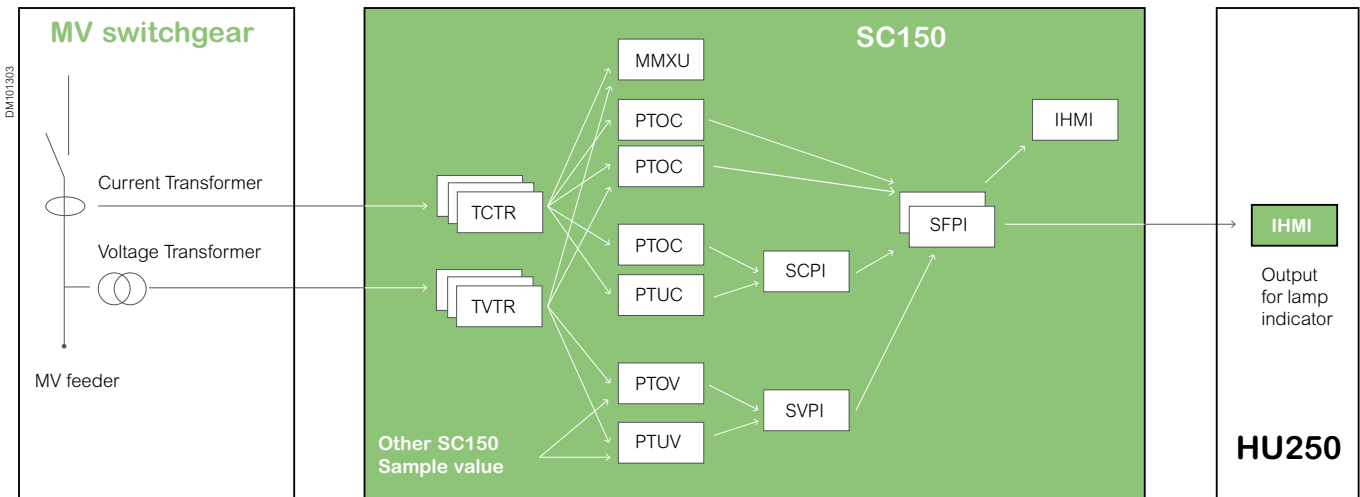 MV switchgear
DM101303
Current Transformer
Voltage Transformer
MV feeder
SC150
TCTR
TVTR
MMXU
PTOC
PTOC
PTOC
PTUC
PTOV
PTUV
SCPI
SVPI
SFPI
IHMI
Other SC150
Sample value
IHMI
Output
for lamp
indicator
HU250